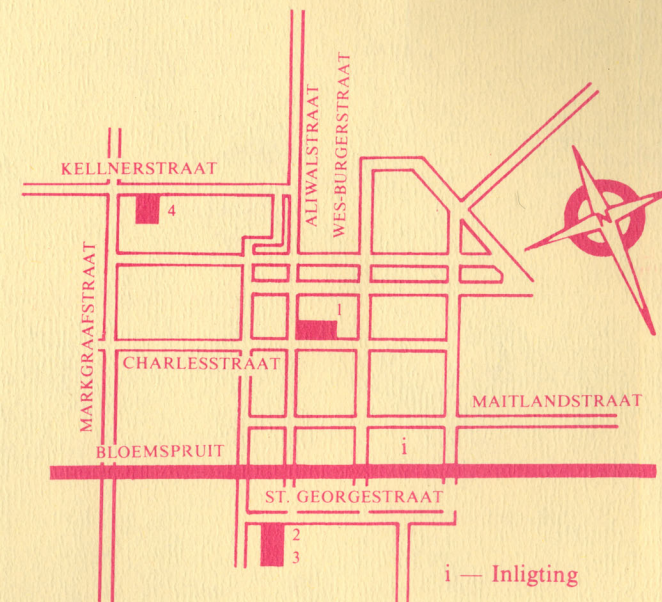 ALIWALSTRAAT
WES-BURGERSTRAAT
KELLNERSTRAAT
4
MARKGRAAFSTRAAT
1
CHARLESSTRAAT
MAITLANDSTRAAT
BLOEMSPRUIT
i
ST. GEORGESTRAAT
2
3
i — Inligting